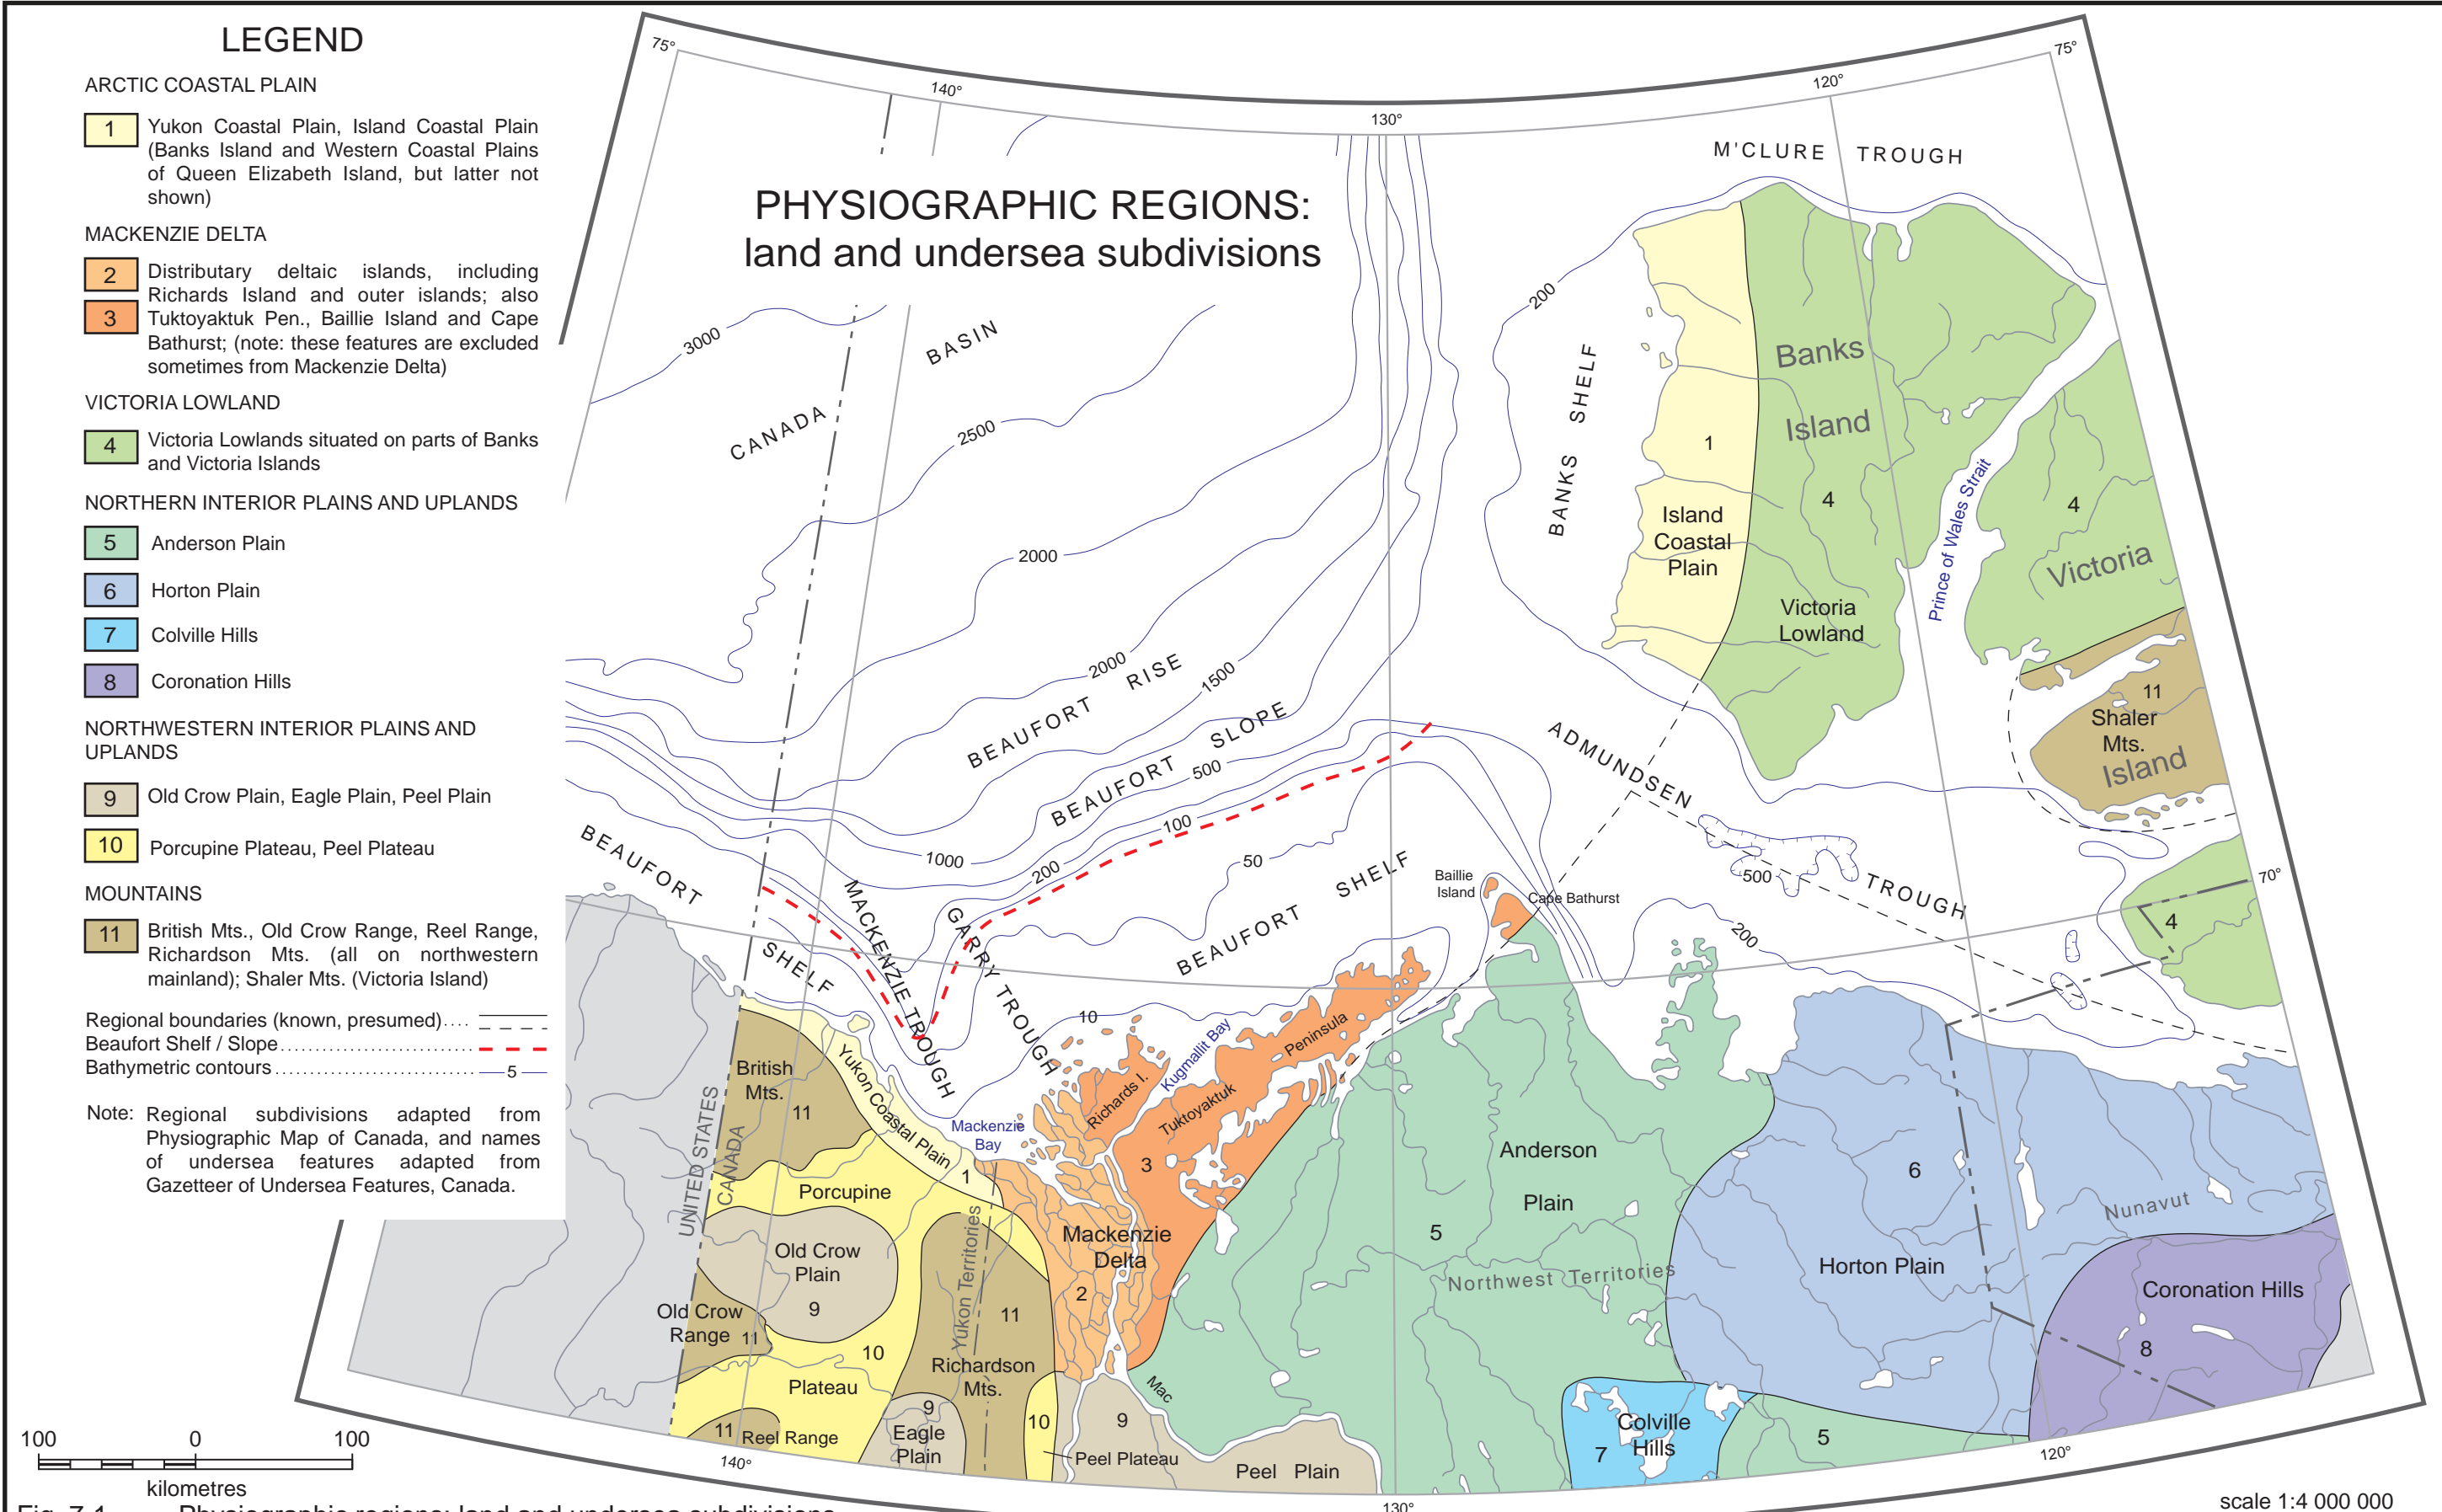 LEGEND
ARCTIC COASTAL PLAIN
1
Yukon Coastal Plain, Island Coastal Plain
(Banks Island and Western Coastal Plains
of Queen Elizabeth Island, but latter not
shown)
MACKENZIE DELTA
2
3
Distributary deltaic islands, including
Richards Island and outer islands; also
Tuktoyaktuk Pen., Baillie Island and Cape
Bathurst; (note: these features are excluded
sometimes from Mackenzie Delta)
VICTORIA LOWLAND
4
Victoria Lowlands situated on parts of Banks
and Victoria Islands
NORTHERN INTERIOR PLAINS AND UPLANDS
5 Anderson Plain
6 Horton Plain
7 Colville Hills
8 Coronation Hills
NORTHWESTERN INTERIOR PLAINS AND
UPLANDS
9 Old Crow Plain, Eagle Plain, Peel Plain
10 Porcupine Plateau, Peel Plateau
MOUNTAINS
11
British Mts., Old Crow Range, Reel Range,
Richardson Mts. (all on northwestern
mainland); Shaler Mts. (Victoria Island)
Regional boundaries (known, presumed)....
Beaufort Shelf / Slope
Bathymetric contours
5
Note: Regional subdivisions adapted from
Physiographic Map of Canada, and names
of undersea features adapted from
Gazetteer of Undersea Features, Canada.
100 0 100
kilometres
PHYSIOGRAPHIC REGIONS:
land and undersea subdivisions
75°
140°
130°
120°
75°
M'CLURE TROUGH
3000
CANADA BASIN
2500
2000
2000
BEAUFORT RISE
1500
BEAUFORT SLOPE
500
100
1000
200
50
10
200
BANKS SHELF
Banks
Island
1
Island
Coastal
Plain
4
Victoria
Lowland
Prince of Wales Strait
4
Victoria
Island
11
Shaler
Mts.
ADMUNDSEN TROUGH
500
200
70°
4
BEAUFORT SHELF
MACKENZIE TROUGH
GARRY TROUGH
BEAUFORT SHELF
Baillie
Island
Cape Bathurst
Kugmallit Bay
Richards I.
Tuktoyaktuk Peninsula
3
Mackenzie
Bay
Yukon Coastal Plain
1
British
Mts.
11
UNITED STATES
CANADA
Porcupine
Old Crow
Plain
9
Old Crow
Range 11
10
Plateau
11 Reel Range
Yukon Territories
11
Richardson
Mts.
9
Eagle
Plain
10
Peel Plateau
9
Peel Plain
Mackenzie
Delta
2
Mac
Anderson
Plain
5
Northwest Territories
6
Horton Plain
Nunavut
Coronation Hills
8
Colville
Hills
7
5
140°
130°
120°
Fig. 7-1. Physiographic regions: land and undersea subdivisions
scale 1:4 000 000